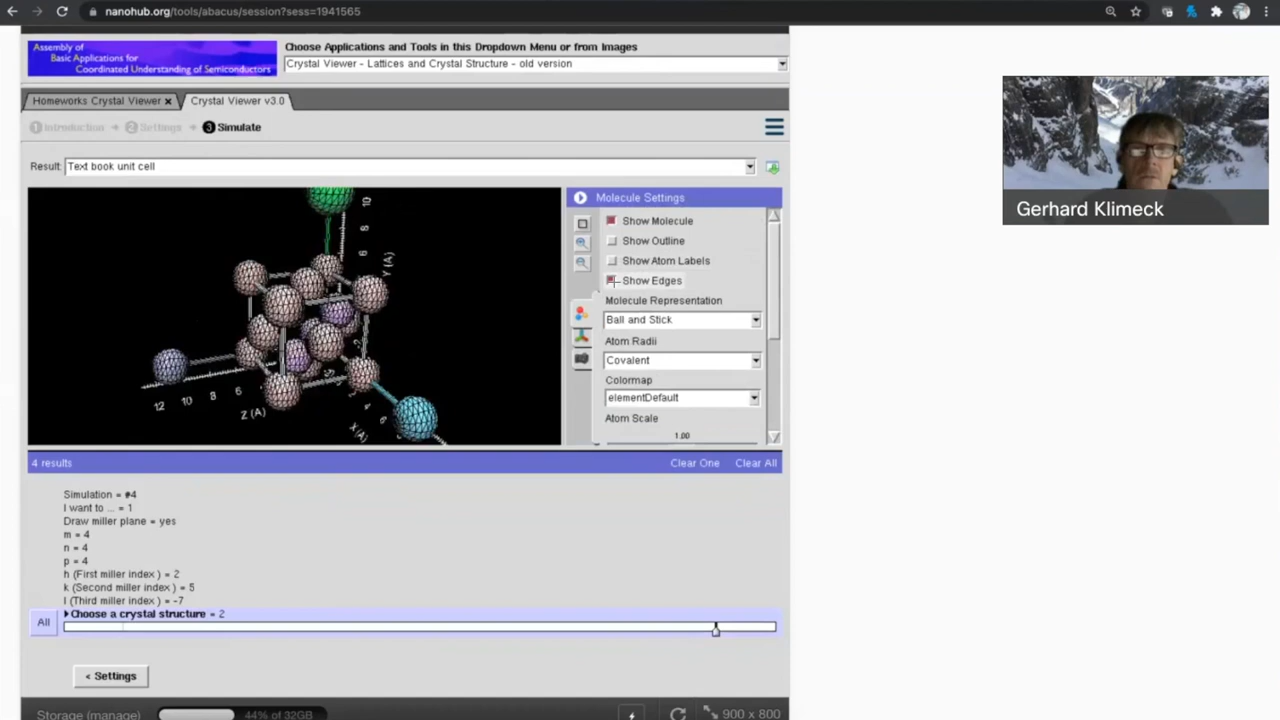 nanohub.org/tools/abacus/session?sess=1941565
Assembly of
Basic Applications for
Coordinated Understanding of Semiconductors
Choose Applications and Tools in this Dropdown Menu or from Images
Crystal Viewer - Lattices and Crystal Structure - old version
Homeworks Crystal Viewer x
Crystal Viewer v3.0
1 Introduction → 2 Settings → 3 Simulate
Result: Text book unit cell
Molecule Settings
Show Molecule
Show Outline
Show Atom Labels
Show Edges
Molecule Representation
Ball and Stick
Atom Radii
Covalent
Colormap
elementDefault
Atom Scale
1.00
10
8
6
Y (A)
12 10 8 6
Z (A)
X(A)
4 results
Clear One
Clear All
Simulation = #4
I want to ... = 1
Draw miller plane = yes
m = 4
n = 4
p = 4
h (First miller index ) = 2
k (Second miller index ) = 5
l (Third miller index ) = -7
All
Choose a crystal structure = 2
< Settings
Storage (manage)
44% of 32GB
900 x 800
Gerhard Klimeck